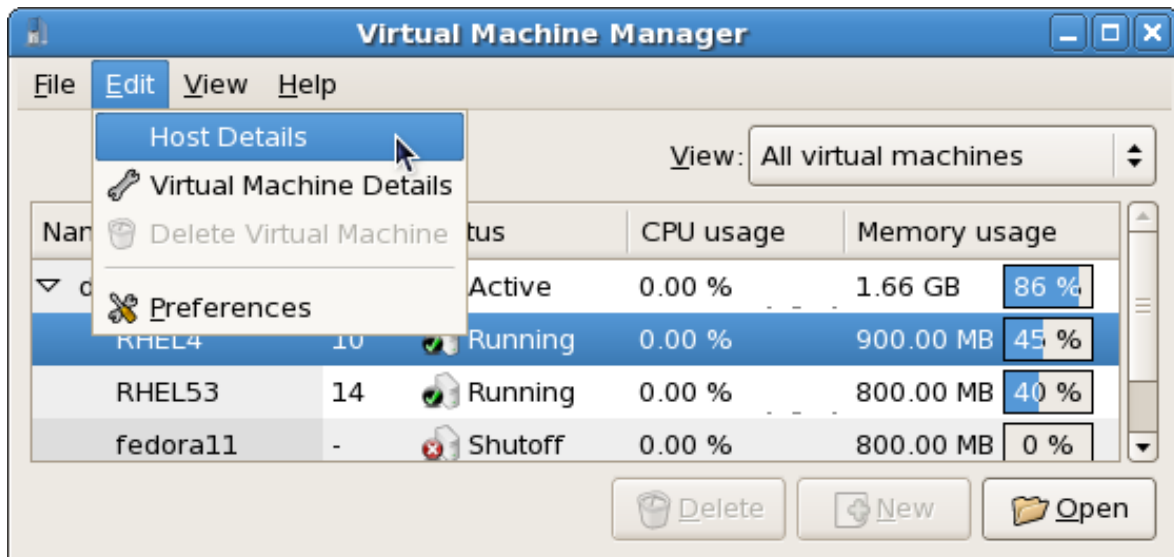 Virtual Machine Manager
File Edit View Help
Host Details
View: All virtual machines
Virtual Machine Details
Delete Virtual Machine
CPU usage Memory usage
Active 0.00 % 1.66 GB 86 %
Preferences
RHEL4 10 Running 0.00 % 900.00 MB 45 %
RHEL53 14 Running 0.00 % 800.00 MB 40 %
fedora11 - Shutoff 0.00 % 800.00 MB 0 %
Delete New Open